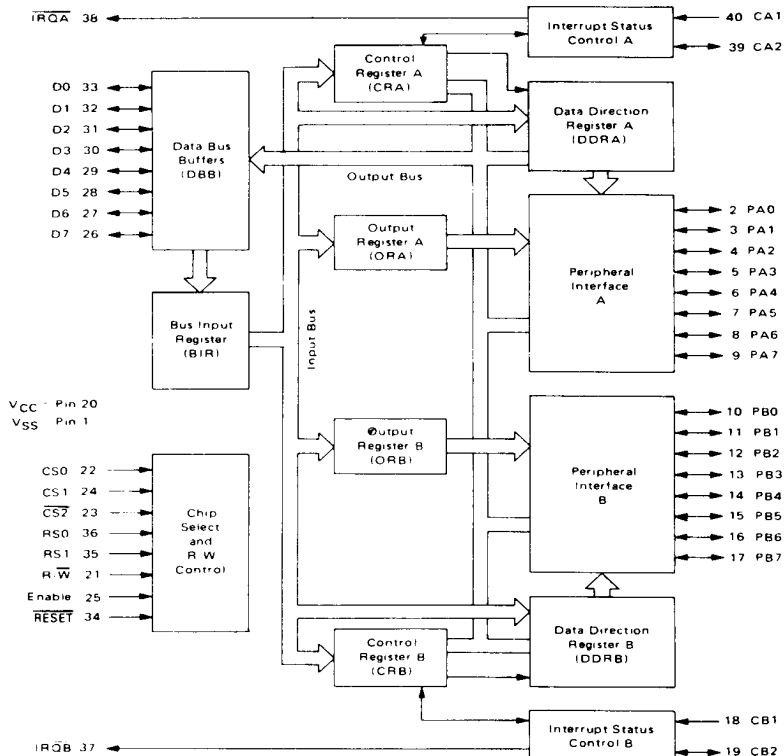 IRQA 38
Interrupt Status
Control A
40 CA1
39 CA2
Control
Register A
(CRA)
D0 33
D1 32
D2 31
D3 30
D4 29
D5 28
D6 27
D7 26
Data Bus
Buffers
(DBB)
Data Direction
Register A
(DDRA)
Output Bus
Output
Register A
(ORA)
Peripheral
Interface
A
2 PA0
3 PA1
4 PA2
5 PA3
6 PA4
7 PA5
8 PA6
9 PA7
Bus Input
Register
(BIR)
Input Bus
VCC - Pin 20
VSS Pin 1
Output
Register B
(ORB)
Peripheral
Interface
B
10 PB0
11 PB1
12 PB2
13 PB3
14 PB4
15 PB5
16 PB6
17 PB7
CS0 22
CS1 24
CS2 23
RS0 36
RS1 35
R·W 21
Enable 25
RESET 34
Chip
Select
and
R·W
Control
Control
Register B
(CRB)
Data Direction
Register B
(DDRB)
IRQB 37
Interrupt Status
Control B
18 CB1
19 CB2